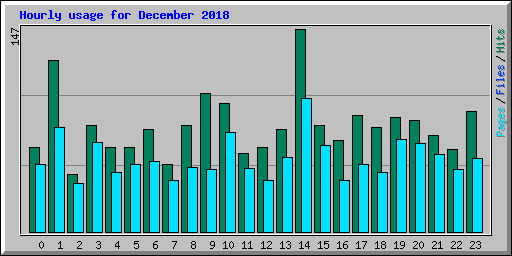 Hourly usage for December 2018
147
Pages/Files/Hits
0 1 2 3 4 5 6 7 8 9 10 11 12 13 14 15 16 17 18 19 20 21 22 23